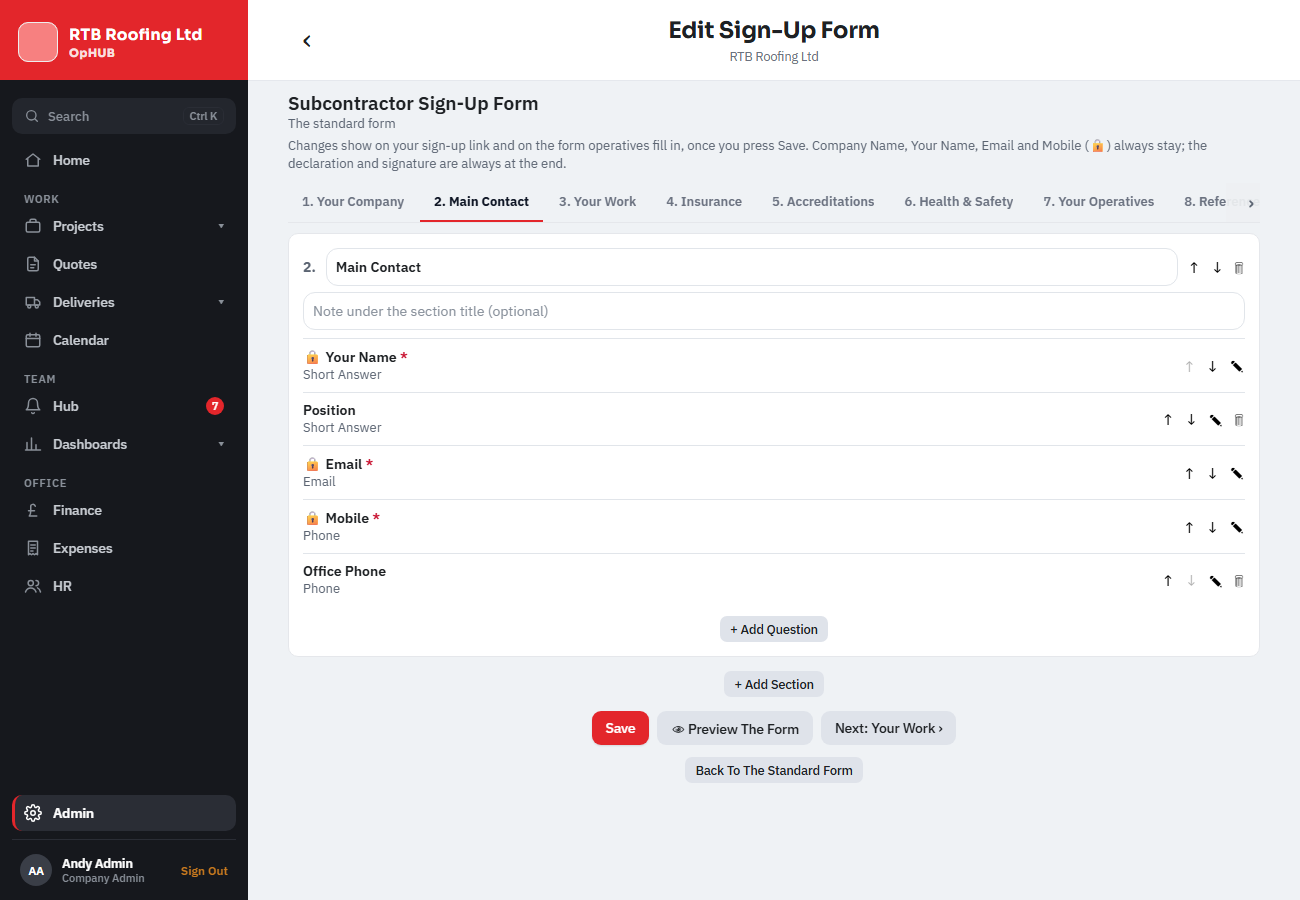 RTB Roofing Ltd
OpHUB
Search
Ctrl K
Home
WORK
Projects
Quotes
Deliveries
Calendar
TEAM
Hub
7
Dashboards
OFFICE
Finance
Expenses
HR
Admin
AA
Andy Admin
Company Admin
Sign Out
Edit Sign-Up Form
RTB Roofing Ltd
Subcontractor Sign-Up Form
The standard form
Changes show on your sign-up link and on the form operatives fill in, once you press Save. Company Name, Your Name, Email and Mobile (🔒) always stay; the
declaration and signature are always at the end.
1. Your Company
2. Main Contact
3. Your Work
4. Insurance
5. Accreditations
6. Health & Safety
7. Your Operatives
8. Reference
2.
Main Contact
Note under the section title (optional)
🔒 Your Name *
Short Answer
Position
Short Answer
🔒 Email *
Email
🔒 Mobile *
Phone
Office Phone
Phone
+ Add Question
+ Add Section
Save
Preview The Form
Next: Your Work ›
Back To The Standard Form